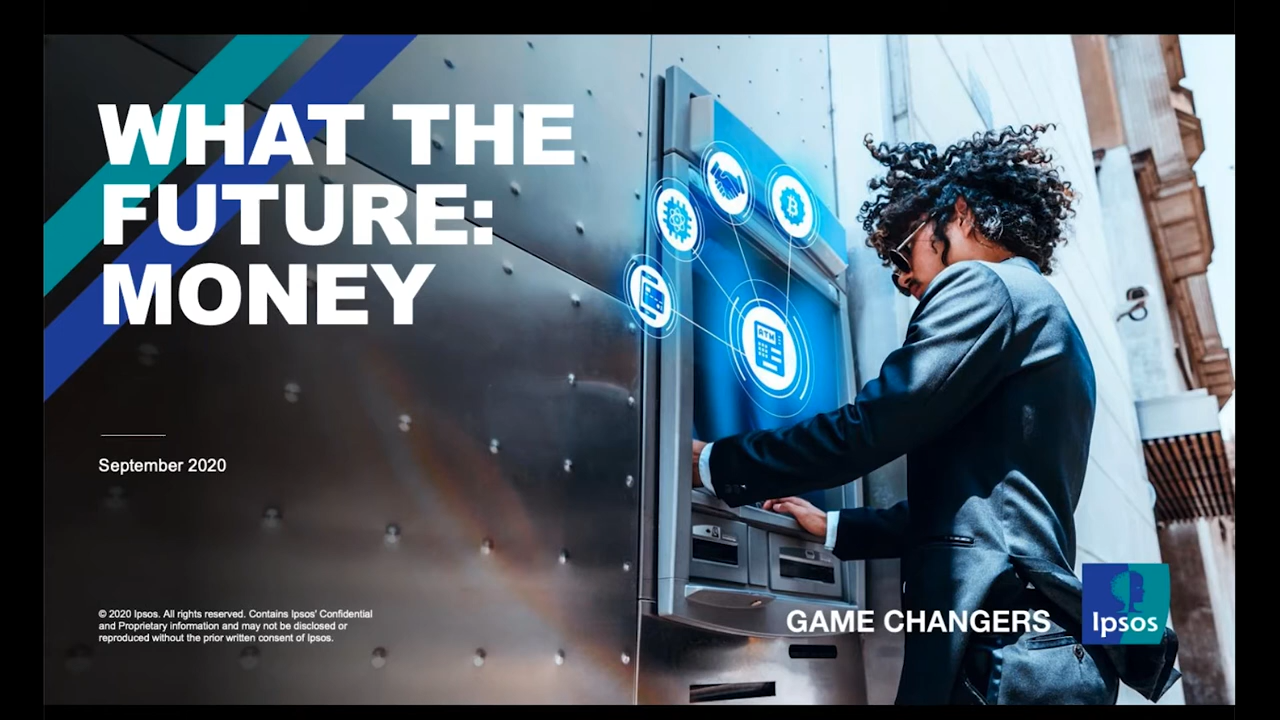 WHAT THE
FUTURE:
MONEY
September 2020
© 2020 Ipsos. All rights reserved. Contains Ipsos' Confidential
and Proprietary information and may not be disclosed or
reproduced without the prior written consent of Ipsos.
ATM
GAME CHANGERS
Ipsos